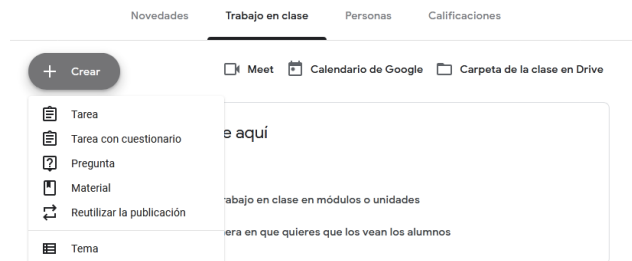 Novedades Trabajo en clase Personas Calificaciones
Crear Meet Calendario de Google Carpeta de la clase en Drive
Tarea
e aquí
Tarea con cuestionario
Pregunta
Material
rabajo en clase en módulos o unidades
Reutilizar la publicación
nera en que quieres que los vean los alumnos
Tema